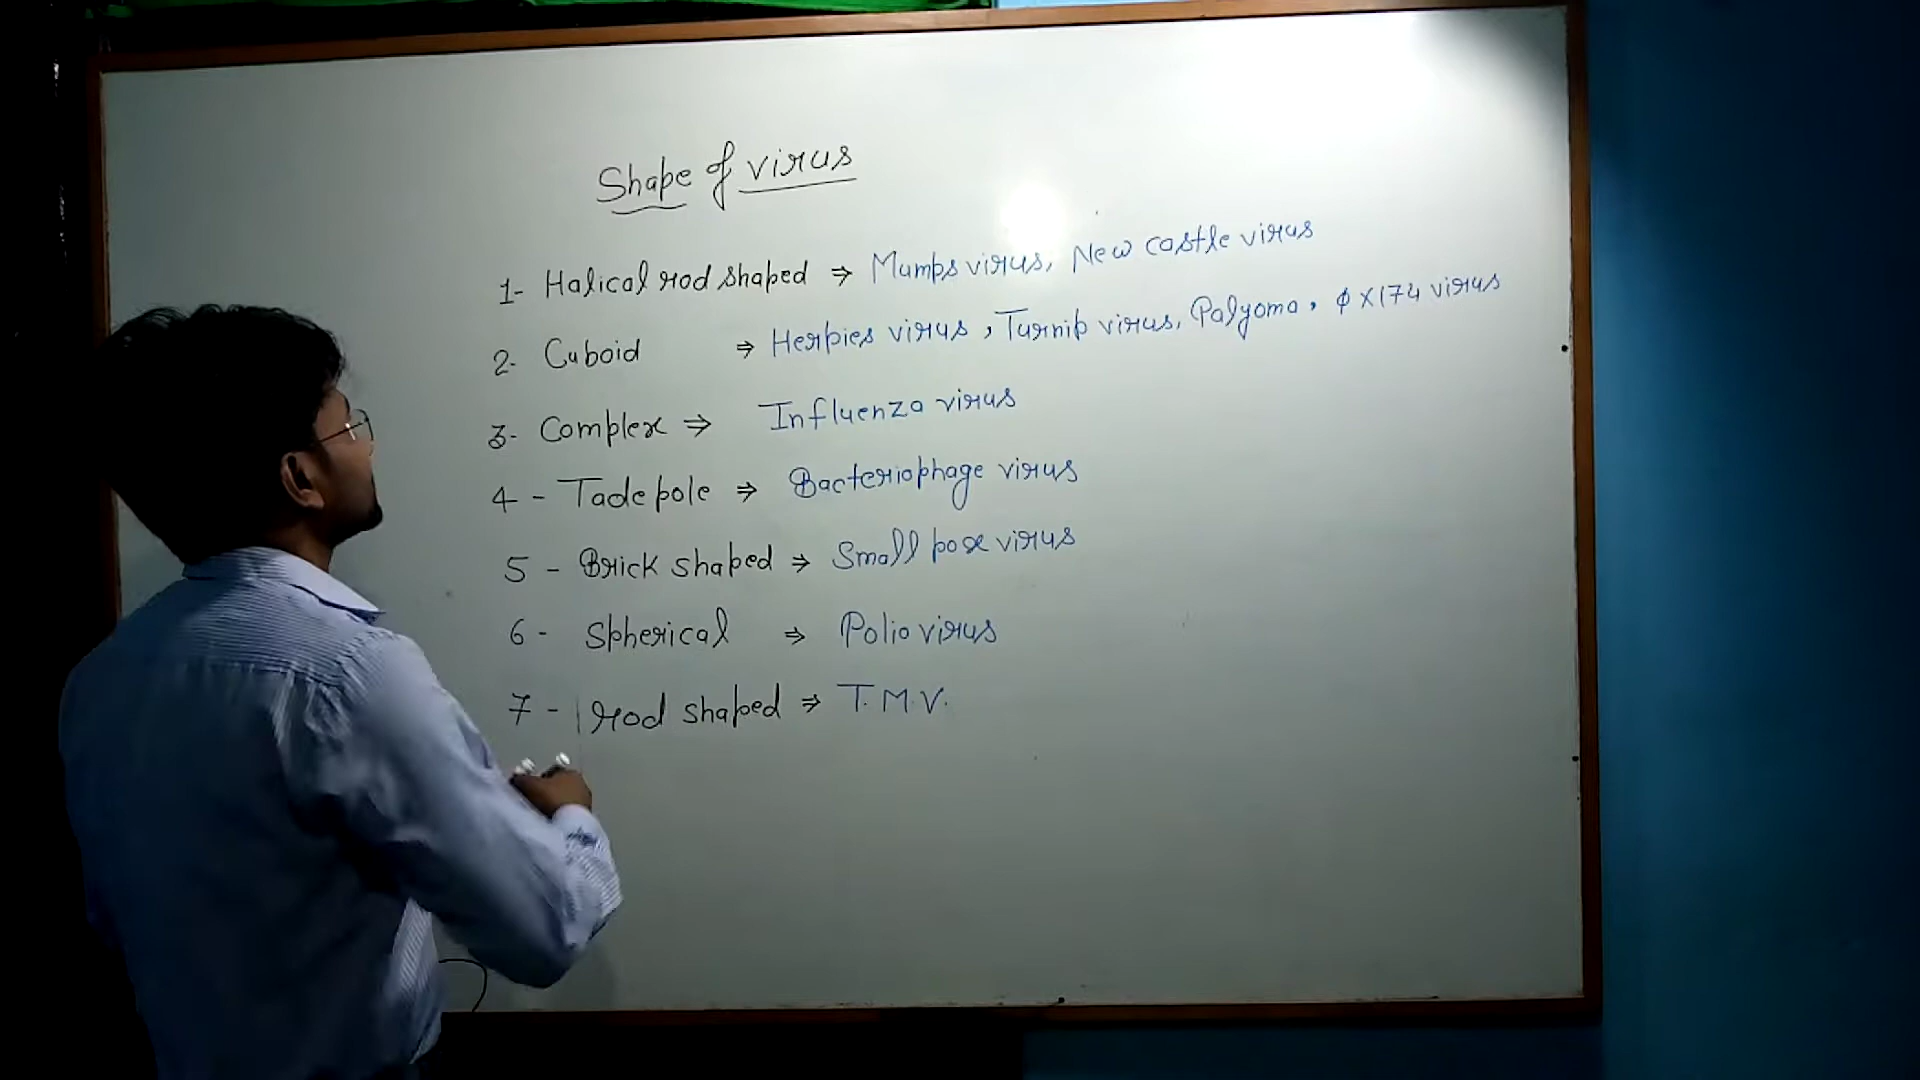 Shape of virus
1- Halical rod shaped ⇒ Mumps virus, New castle virus
2- Cuboid ⇒ Herpies virus, Turnip virus, Palyoma, ϕ X174 virus
3- Complex ⇒ Influenza virus
4 - Tadepole ⇒ Bacteriophage virus
5 - Brick shaped ⇒ Small pox virus
6 - Spherical ⇒ Polio virus
7 - rod shaped ⇒ T.M.V.